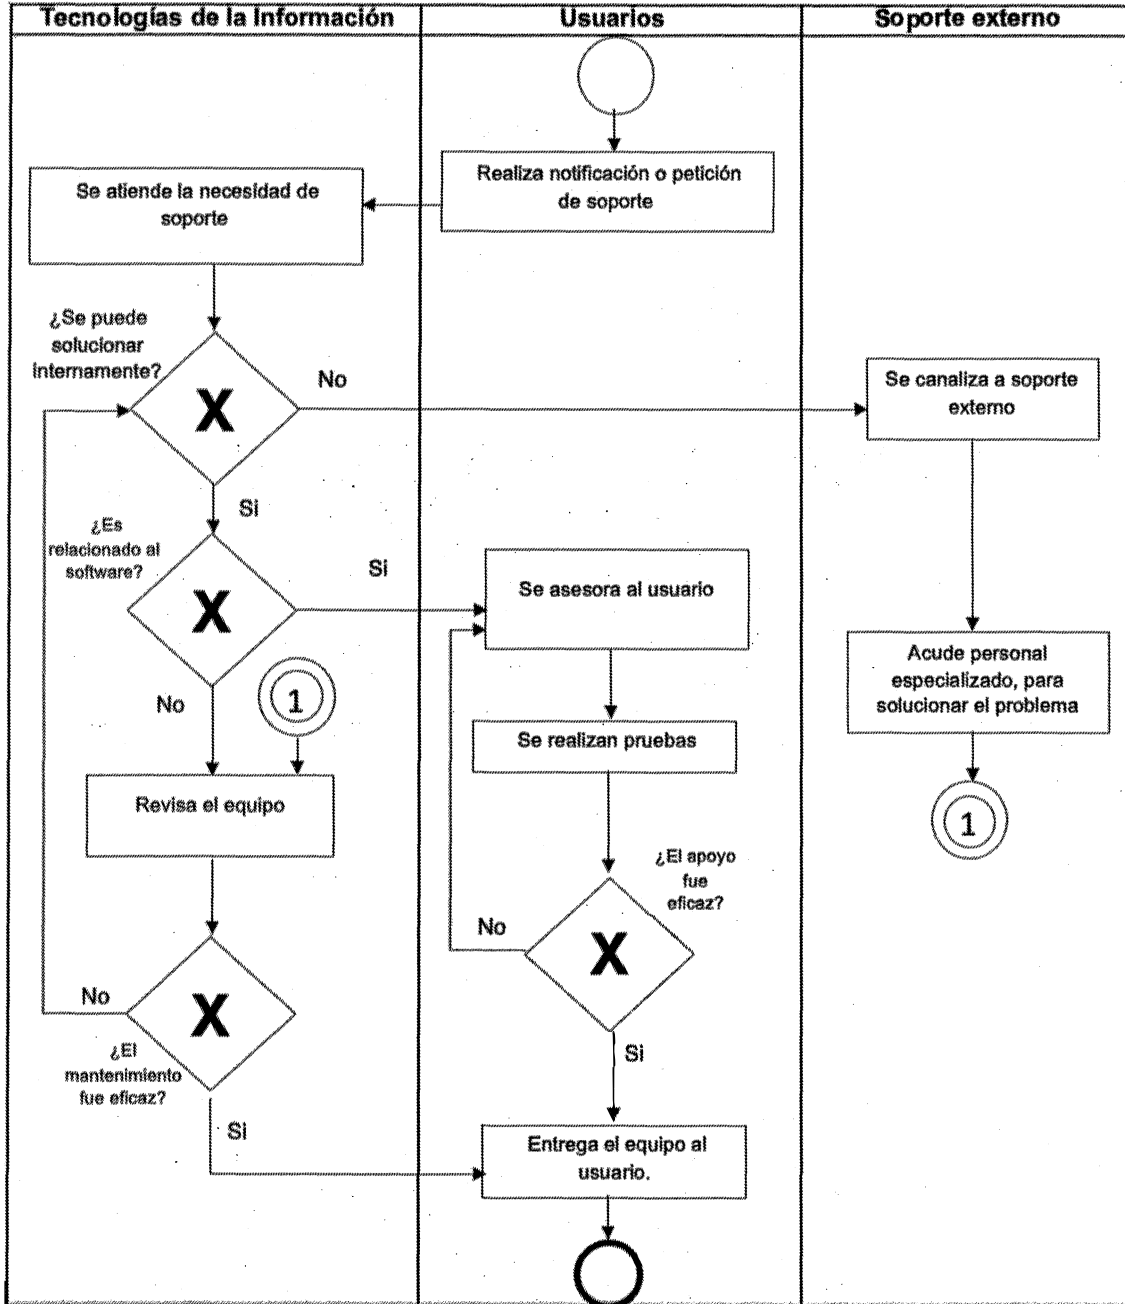 Tecnologías de la Información
Usuarios
Soporte externo
Realiza notificación o petición
de soporte
Se atiende la necesidad de
soporte
¿Se puede
solucionar
internamente?
X
No
Se canaliza a soporte
externo
Si
¿Es
relacionado al
software?
X
Si
Se asesora al usuario
No
1
Acude personal
especializado, para
solucionar el problema
Se realizan pruebas
Revisa el equipo
1
¿El apoyo
fue
eficaz?
X
No
Si
X
No
¿El
mantenimiento
fue eficaz?
Si
Entrega el equipo al
usuario.